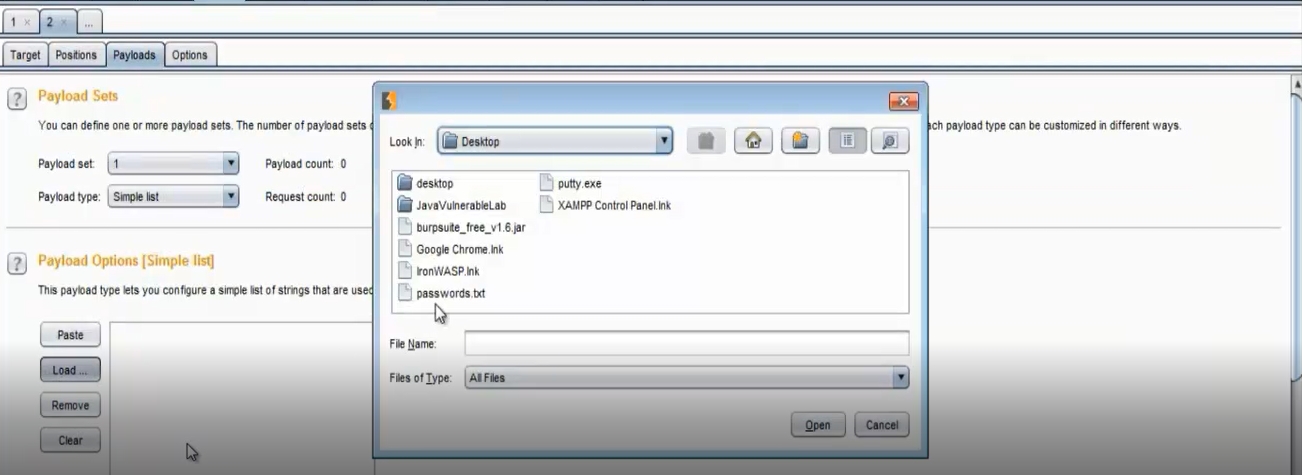 1 × 2 × ...
Target Positions Payloads Options
? Payload Sets
You can define one or more payload sets. The number of payload sets
ach payload type can be customized in different ways.
Payload set: 1 Payload count: 0
Payload type: Simple list Request count: 0
? Payload Options [Simple list]
This payload type lets you configure a simple list of strings that are used
Paste
Load ...
Remove
Clear
Look In: Desktop
desktop
JavaVulnerableLab
burpsuite_free_v1.6.jar
Google Chrome.lnk
IronWASP.lnk
passwords.txt
putty.exe
XAMPP Control Panel.lnk
File Name:
Files of Type: All Files
Open Cancel